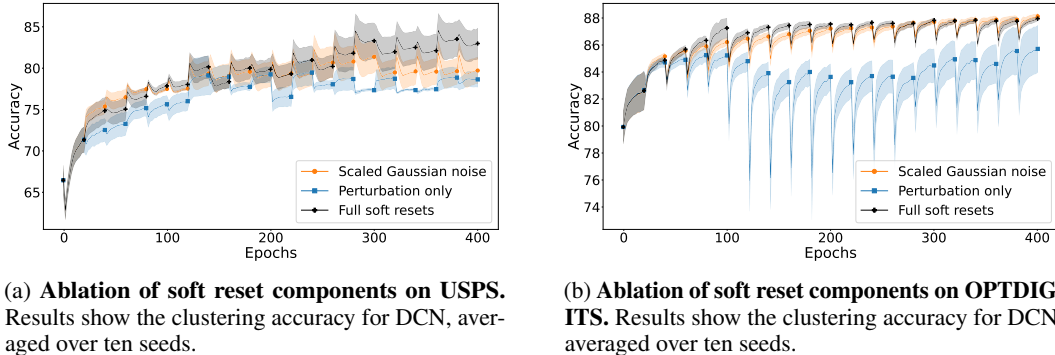 85
80
75
70
65
Accuracy
0
100
200
300
400
Epochs
Scaled Gaussian noise
Perturbation only
Full soft resets
88
86
84
82
80
78
76
74
Accuracy
0
100
200
300
400
Epochs
Scaled Gaussian noise
Perturbation only
Full soft resets
(a) Ablation of soft reset components on USPS.
Results show the clustering accuracy for DCN, aver-
aged over ten seeds.
(b) Ablation of soft reset components on OPTDIG
ITS. Results show the clustering accuracy for DCN
averaged over ten seeds.